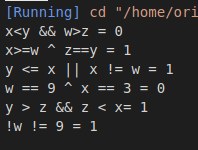 [Running] cd "/home/ori
x<y && w>z = 0
x>=w ^ z==y = 1
y <= x || x != w = 1
w == 9 ^ x == 3 = 0
y > z && z < x= 1
!w != 9 = 1